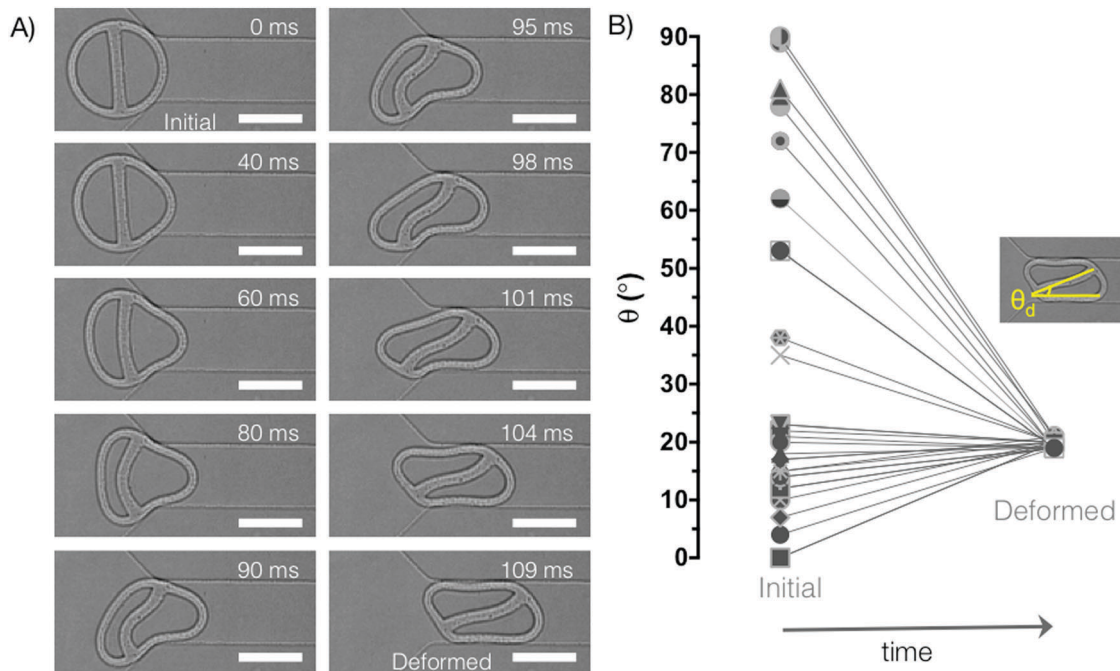 A)
0 ms
Initial
40 ms
60 ms
80 ms
90 ms
95 ms
98 ms
101 ms
104 ms
109 ms
Deformed
B)
90
80
70
60
50
40
30
20
10
0
θ (°)
θd
Initial
Deformed
time